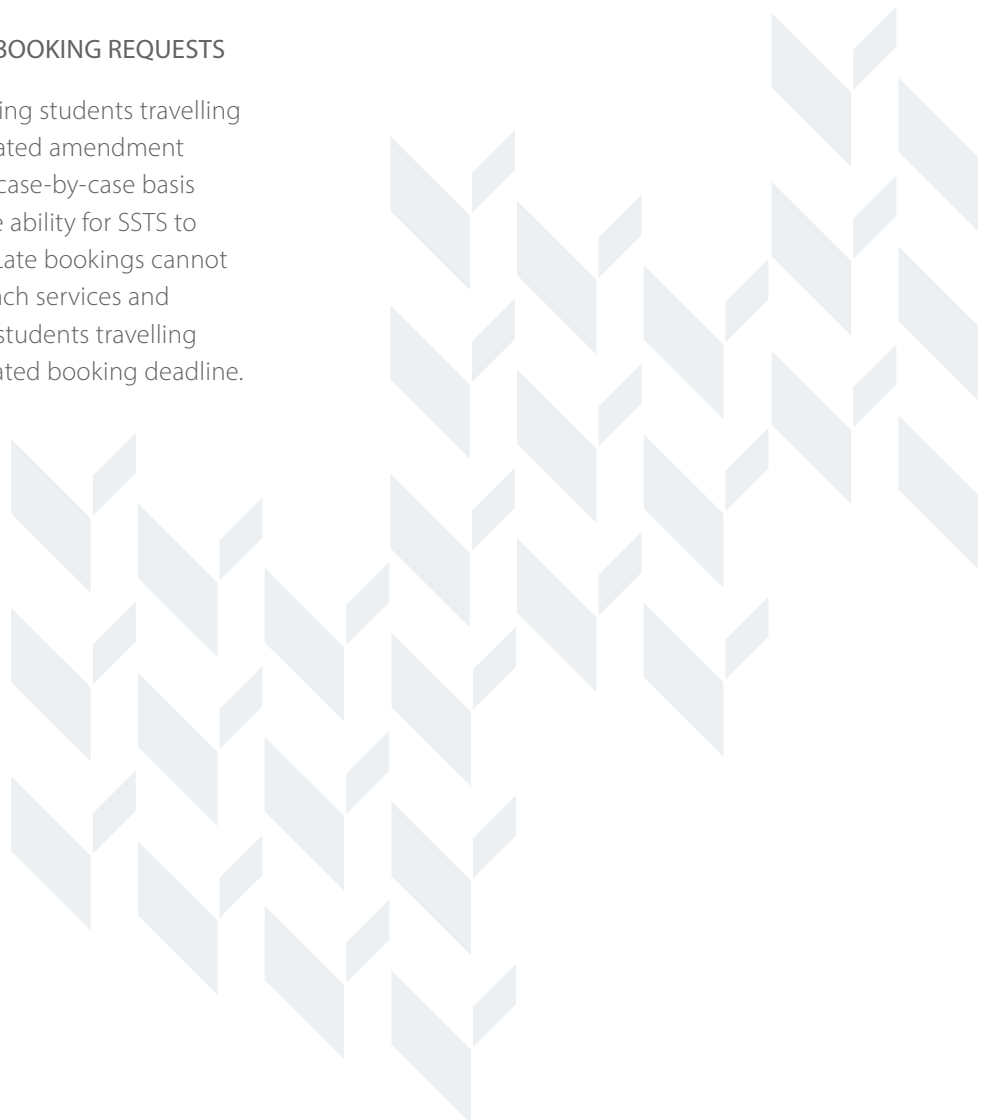 BOOKING REQUESTS
ing students travelling
ated amendment
case-by-case basis
e ability for SSTS to
Late bookings cannot
ach services and
students travelling
ated booking deadline.